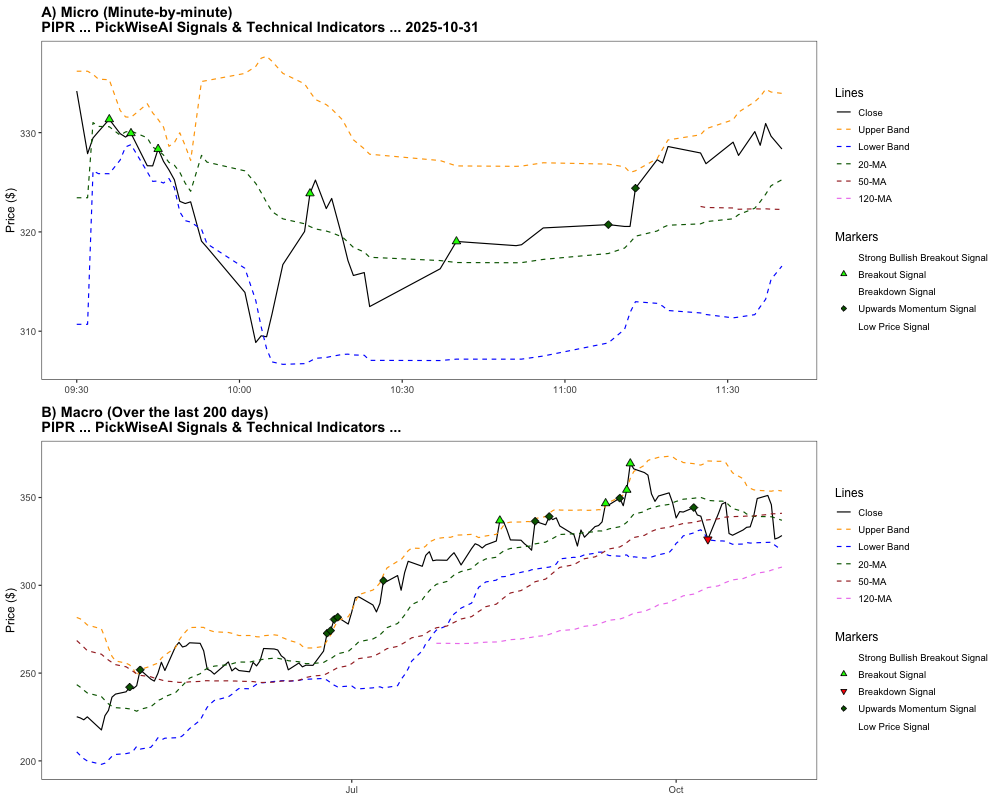 A) Micro (Minute-by-minute)
PIPR ... PickWiseAI Signals & Technical Indicators ... 2025-10-31
Price ($)
330
320
310
09:30
10:00
10:30
11:00
11:30
Lines
Close
Upper Band
Lower Band
20-MA
50-MA
120-MA
Markers
Strong Bullish Breakout Signal
Breakout Signal
Breakdown Signal
Upwards Momentum Signal
Low Price Signal
B) Macro (Over the last 200 days)
PIPR ... PickWiseAI Signals & Technical Indicators ...
Price ($)
350
300
250
200
Jul
Oct
Lines
Close
Upper Band
Lower Band
20-MA
50-MA
120-MA
Markers
Strong Bullish Breakout Signal
Breakout Signal
Breakdown Signal
Upwards Momentum Signal
Low Price Signal